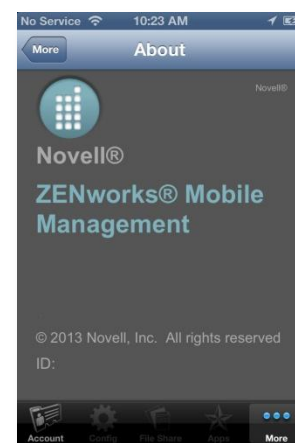 No Service 10:23 AM
More About
Novell®
Novell®
ZENworks® Mobile
Management
© 2013 Novell, Inc. All rights reserved
ID:
Account Config File Share Apps More